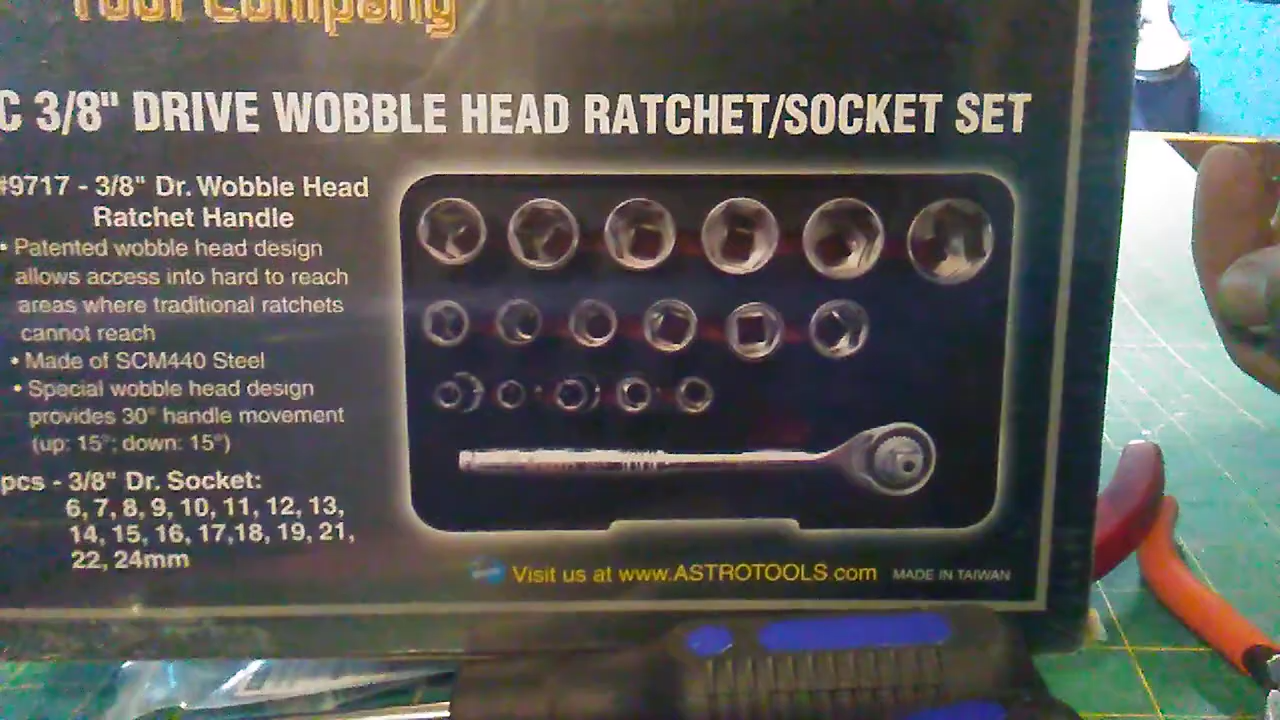 Tool Company
C 3/8" DRIVE WOBBLE HEAD RATCHET/SOCKET SET
#9717 - 3/8" Dr. Wobble Head
Ratchet Handle
• Patented wobble head design
allows access into hard to reach
areas where traditional ratchets
cannot reach
• Made of SCM440 Steel
• Special wobble head design
provides 30° handle movement
(up: 15°; down: 15°)
pcs - 3/8" Dr. Socket:
6, 7, 8, 9, 10, 11, 12, 13,
14, 15, 16, 17,18, 19, 21,
22, 24mm
Visit us at www.ASTROTOOLS.com MADE IN TAIWAN